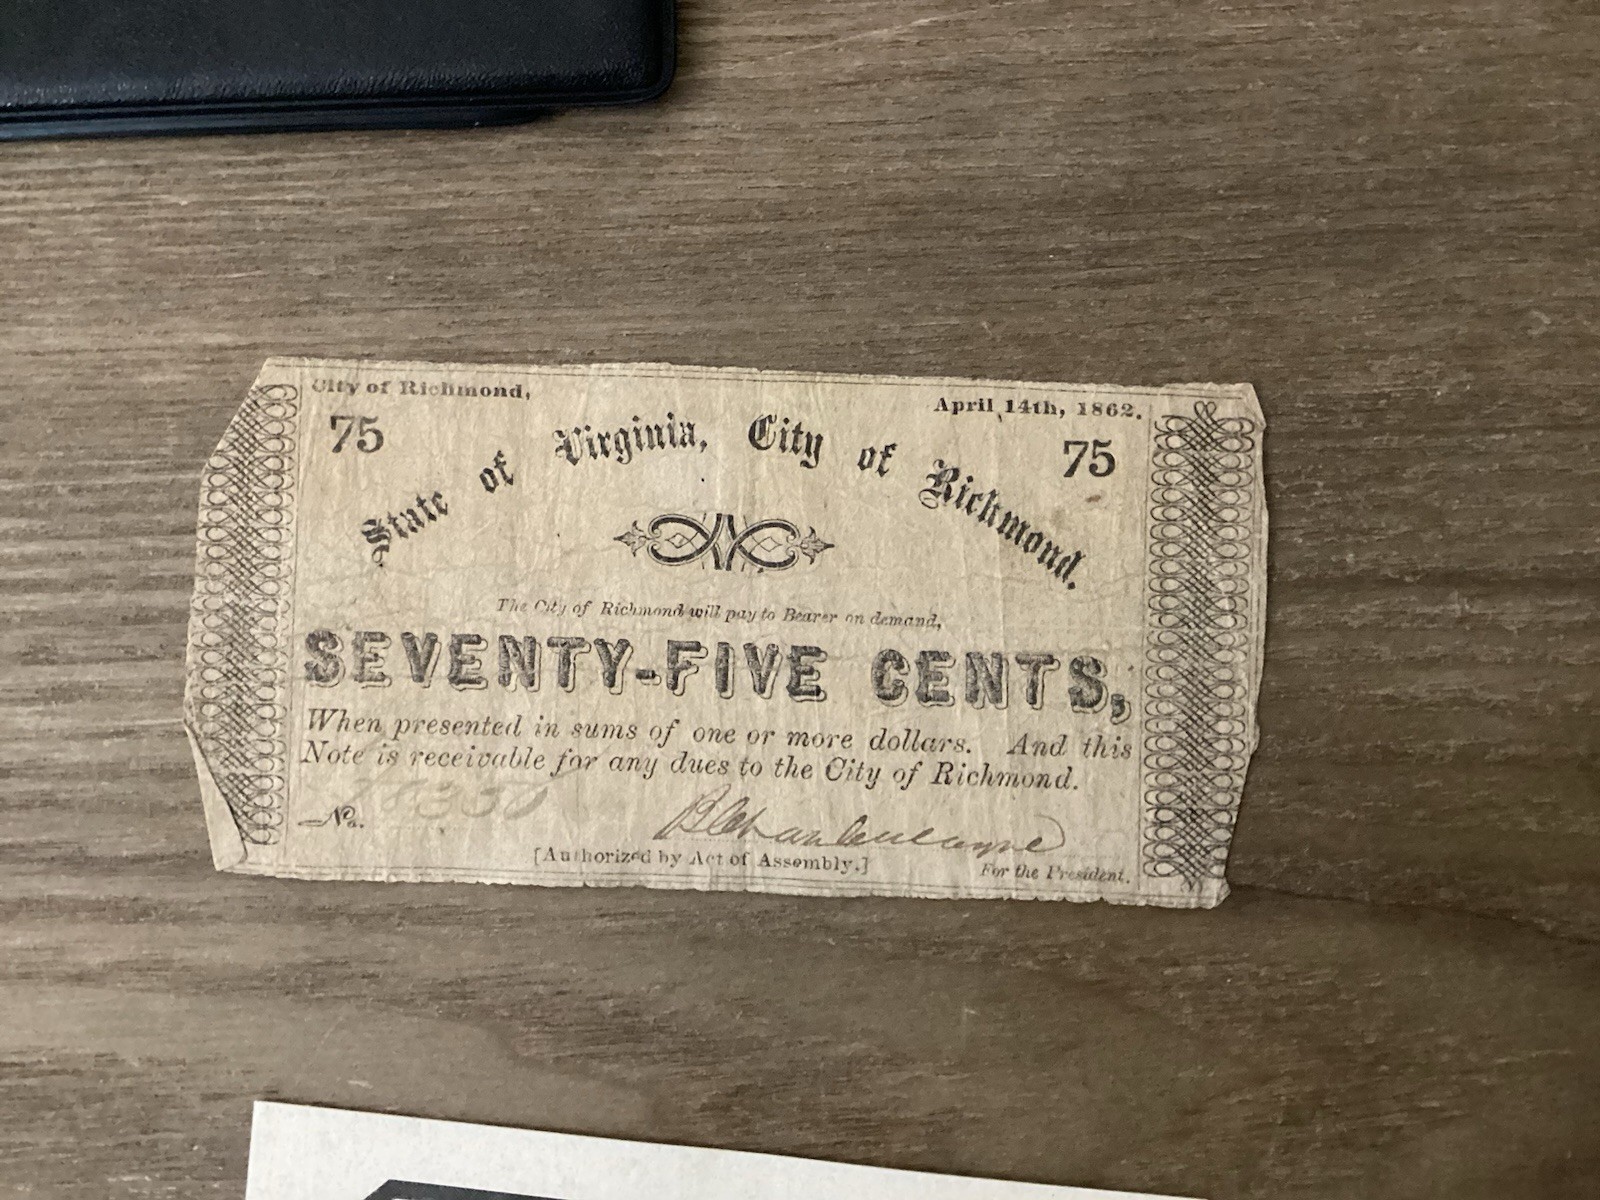 City of Richmond,
April 14th, 1862.
75
75
State of Virginia, City of Richmond.
The City of Richmond will pay to Bearer on demand,
SEVENTY-FIVE CENTS,
When presented in sums of one or more dollars. And this
Note is receivable for any dues to the City of Richmond.
No.
[Authorized by Act of Assembly.]
For the President.